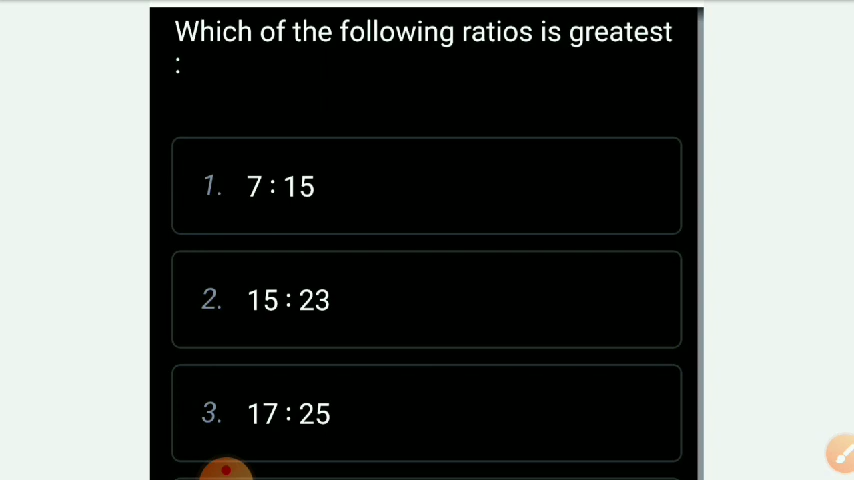 Which of the following ratios is greatest
:
1. 7 : 15
2. 15 : 23
3. 17 : 25